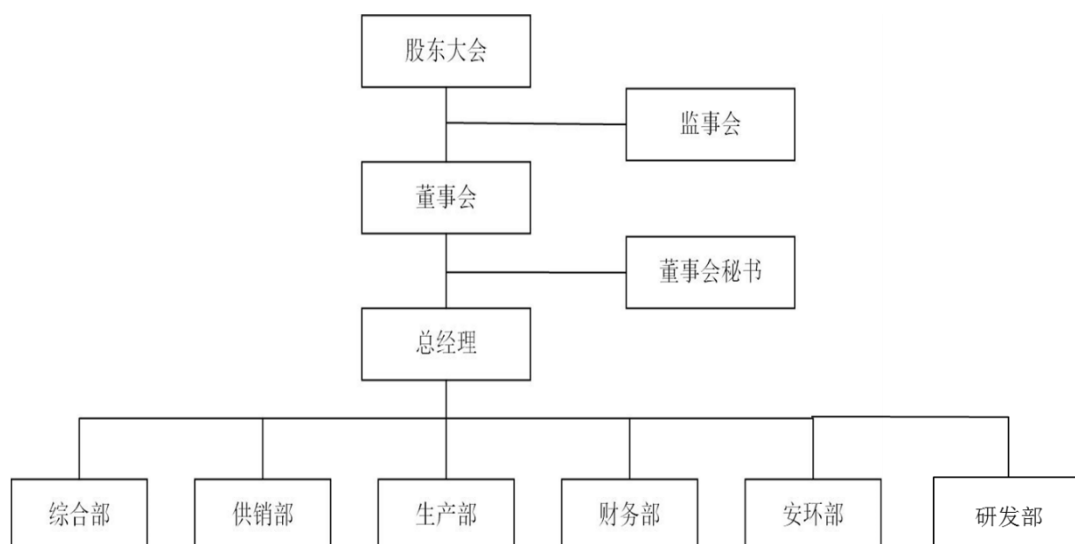 股东大会
监事会
董事会
董事会秘书
总经理
综合部
供销部
生产部
财务部
安环部
研发部